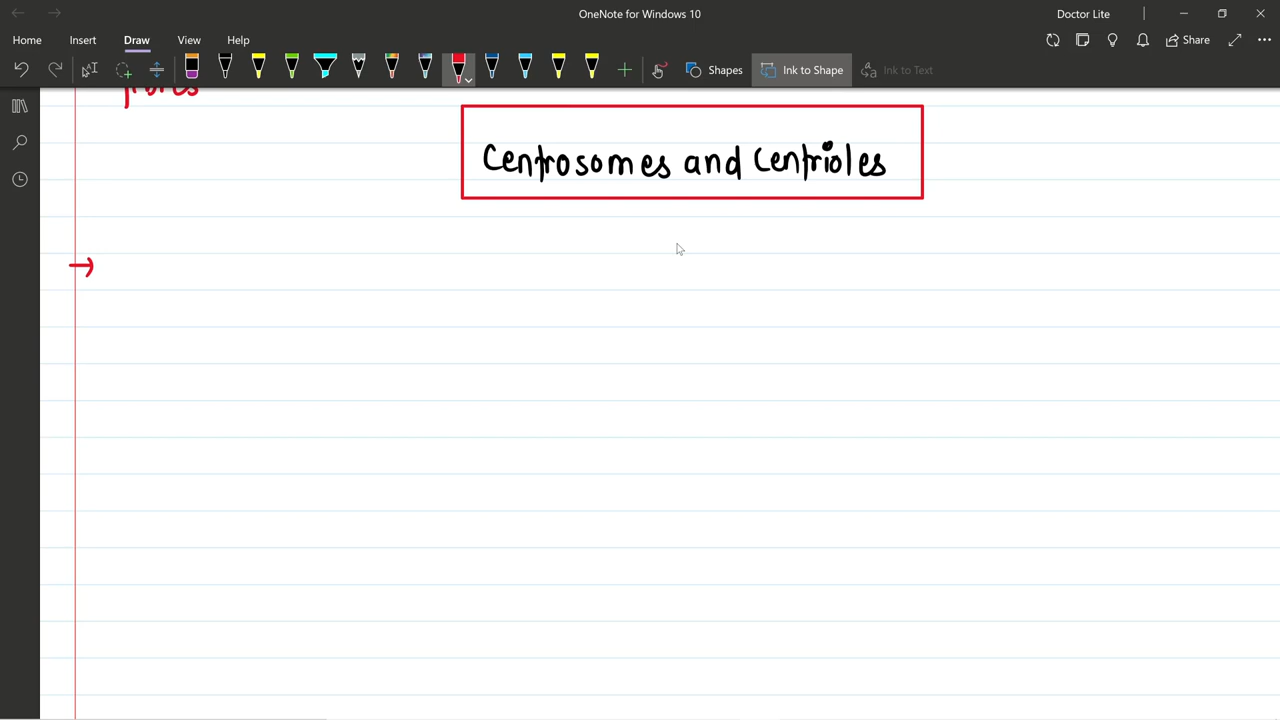 OneNote for Windows 10
Doctor Lite
Home Insert Draw View Help
Share
Shapes
Ink to Shape
Ink to Text
fibres
Centrosomes and Centrioles